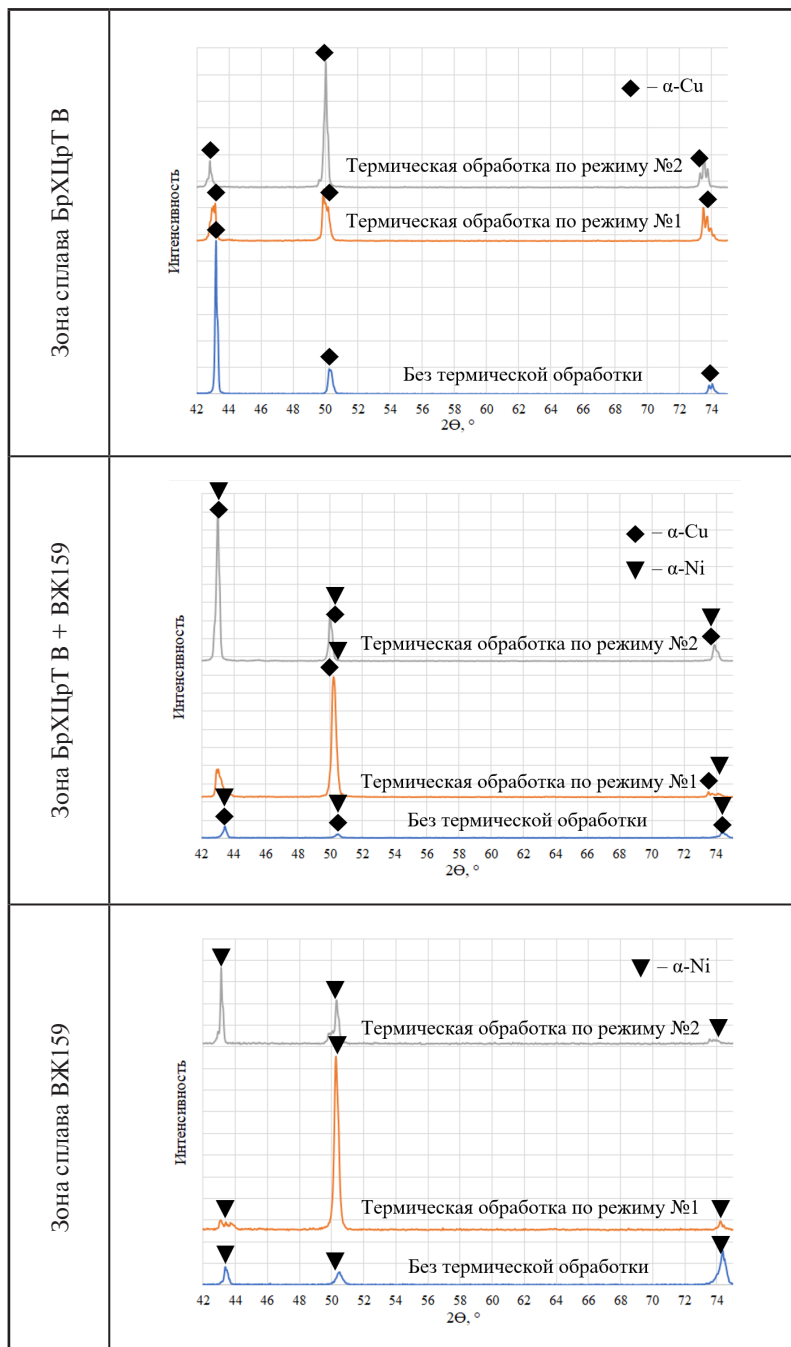 Зона сплава БрХЦрТ В
Интенсивность
– α-Cu
Термическая обработка по режиму №2
Термическая обработка по режиму №1
Без термической обработки
42 44 46 48 50 52 54 56 58 60 62 64 66 68 70 72 74
2Θ, °
Зона БрХЦрТ В + ВЖ159
Интенсивность
– α-Cu
– α-Ni
Термическая обработка по режиму №2
Термическая обработка по режиму №1
Без термической обработки
42 44 46 48 50 52 54 56 58 60 62 64 66 68 70 72 74
2Θ, °
Зона сплава ВЖ159
Интенсивность
– α-Ni
Термическая обработка по режиму №2
Термическая обработка по режиму №1
Без термической обработки
42 44 46 48 50 52 54 56 58 60 62 64 66 68 70 72 74
2Θ, °